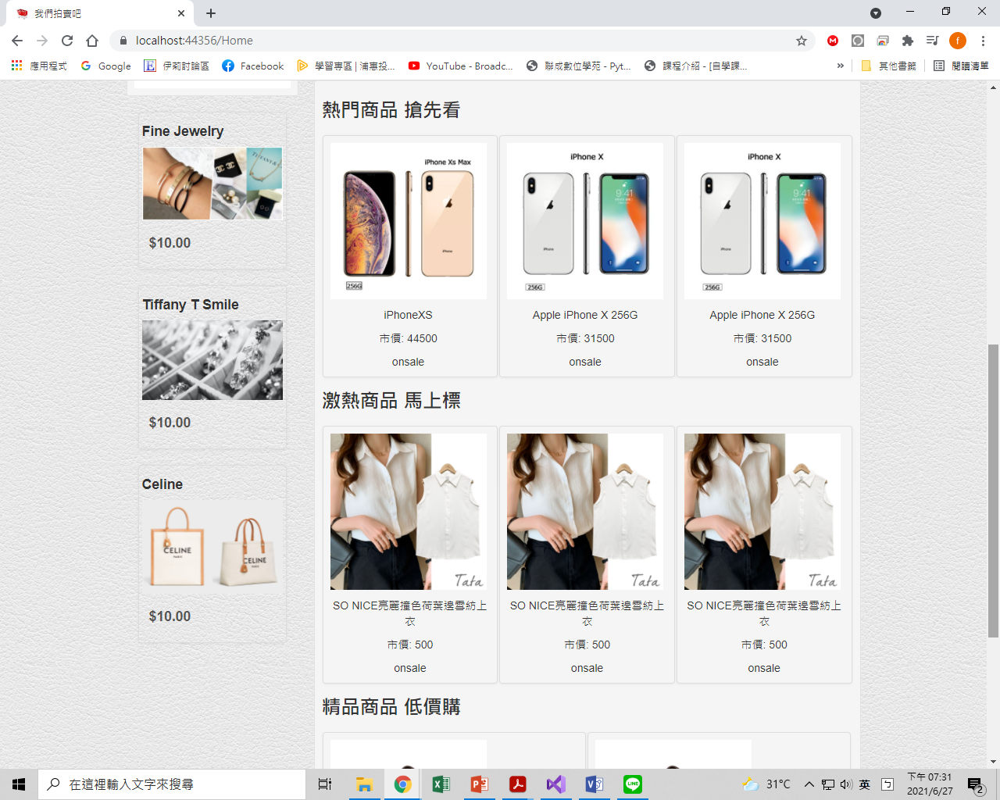 我們拍賣吧
localhost:44356/Home
應用程式
Google
伊莉討論區
Facebook
學習專區 | 浦惠投...
YouTube - Broadc...
聯成數位學苑 - Pyt...
課程介紹 - [自學課...
»
其他書籤
閱讀清單
Fine Jewelry
$10.00
Tiffany T Smile
$10.00
Celine
CELINE
PARIS
CELINE
PARIS
$10.00
熱門商品 搶先看
iPhone Xs Max
iPhone
256G
iPhoneXS
市價: 44500
onsale
iPhone X
9:41
iPhone
256G
Apple iPhone X 256G
市價: 31500
onsale
iPhone X
9:41
iPhone
256G
Apple iPhone X 256G
市價: 31500
onsale
激熱商品 馬上標
Tata
SO NICE亮麗撞色荷葉邊雪紡上
衣
市價: 500
onsale
Tata
SO NICE亮麗撞色荷葉邊雪紡上
衣
市價: 500
onsale
Tata
SO NICE亮麗撞色荷葉邊雪紡上
衣
市價: 500
onsale
精品商品 低價購
在這裡輸入文字來搜尋
31°C
英
下午 07:31
2021/6/27
2